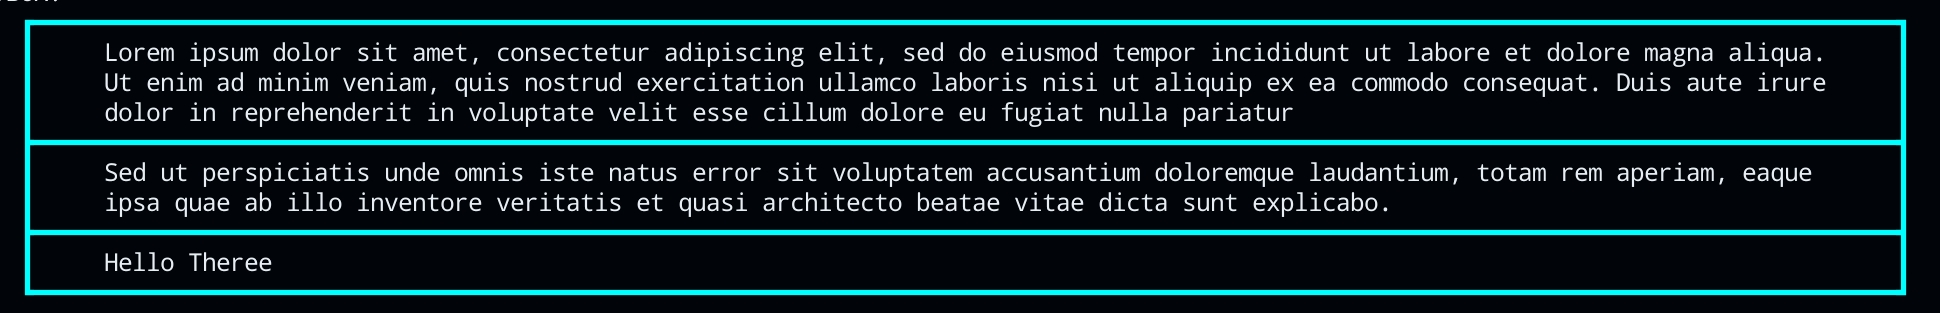 Lorem ipsum dolor sit amet, consectetur adipiscing elit, sed do eiusmod tempor incididunt ut labore et dolore magna aliqua.
Ut enim ad minim veniam, quis nostrud exercitation ullamco laboris nisi ut aliquip ex ea commodo consequat. Duis aute irure
dolor in reprehenderit in voluptate velit esse cillum dolore eu fugiat nulla pariatur
Sed ut perspiciatis unde omnis iste natus error sit voluptatem accusantium doloremque laudantium, totam rem aperiam, eaque
ipsa quae ab illo inventore veritatis et quasi architecto beatae vitae dicta sunt explicabo.
Hello Theree